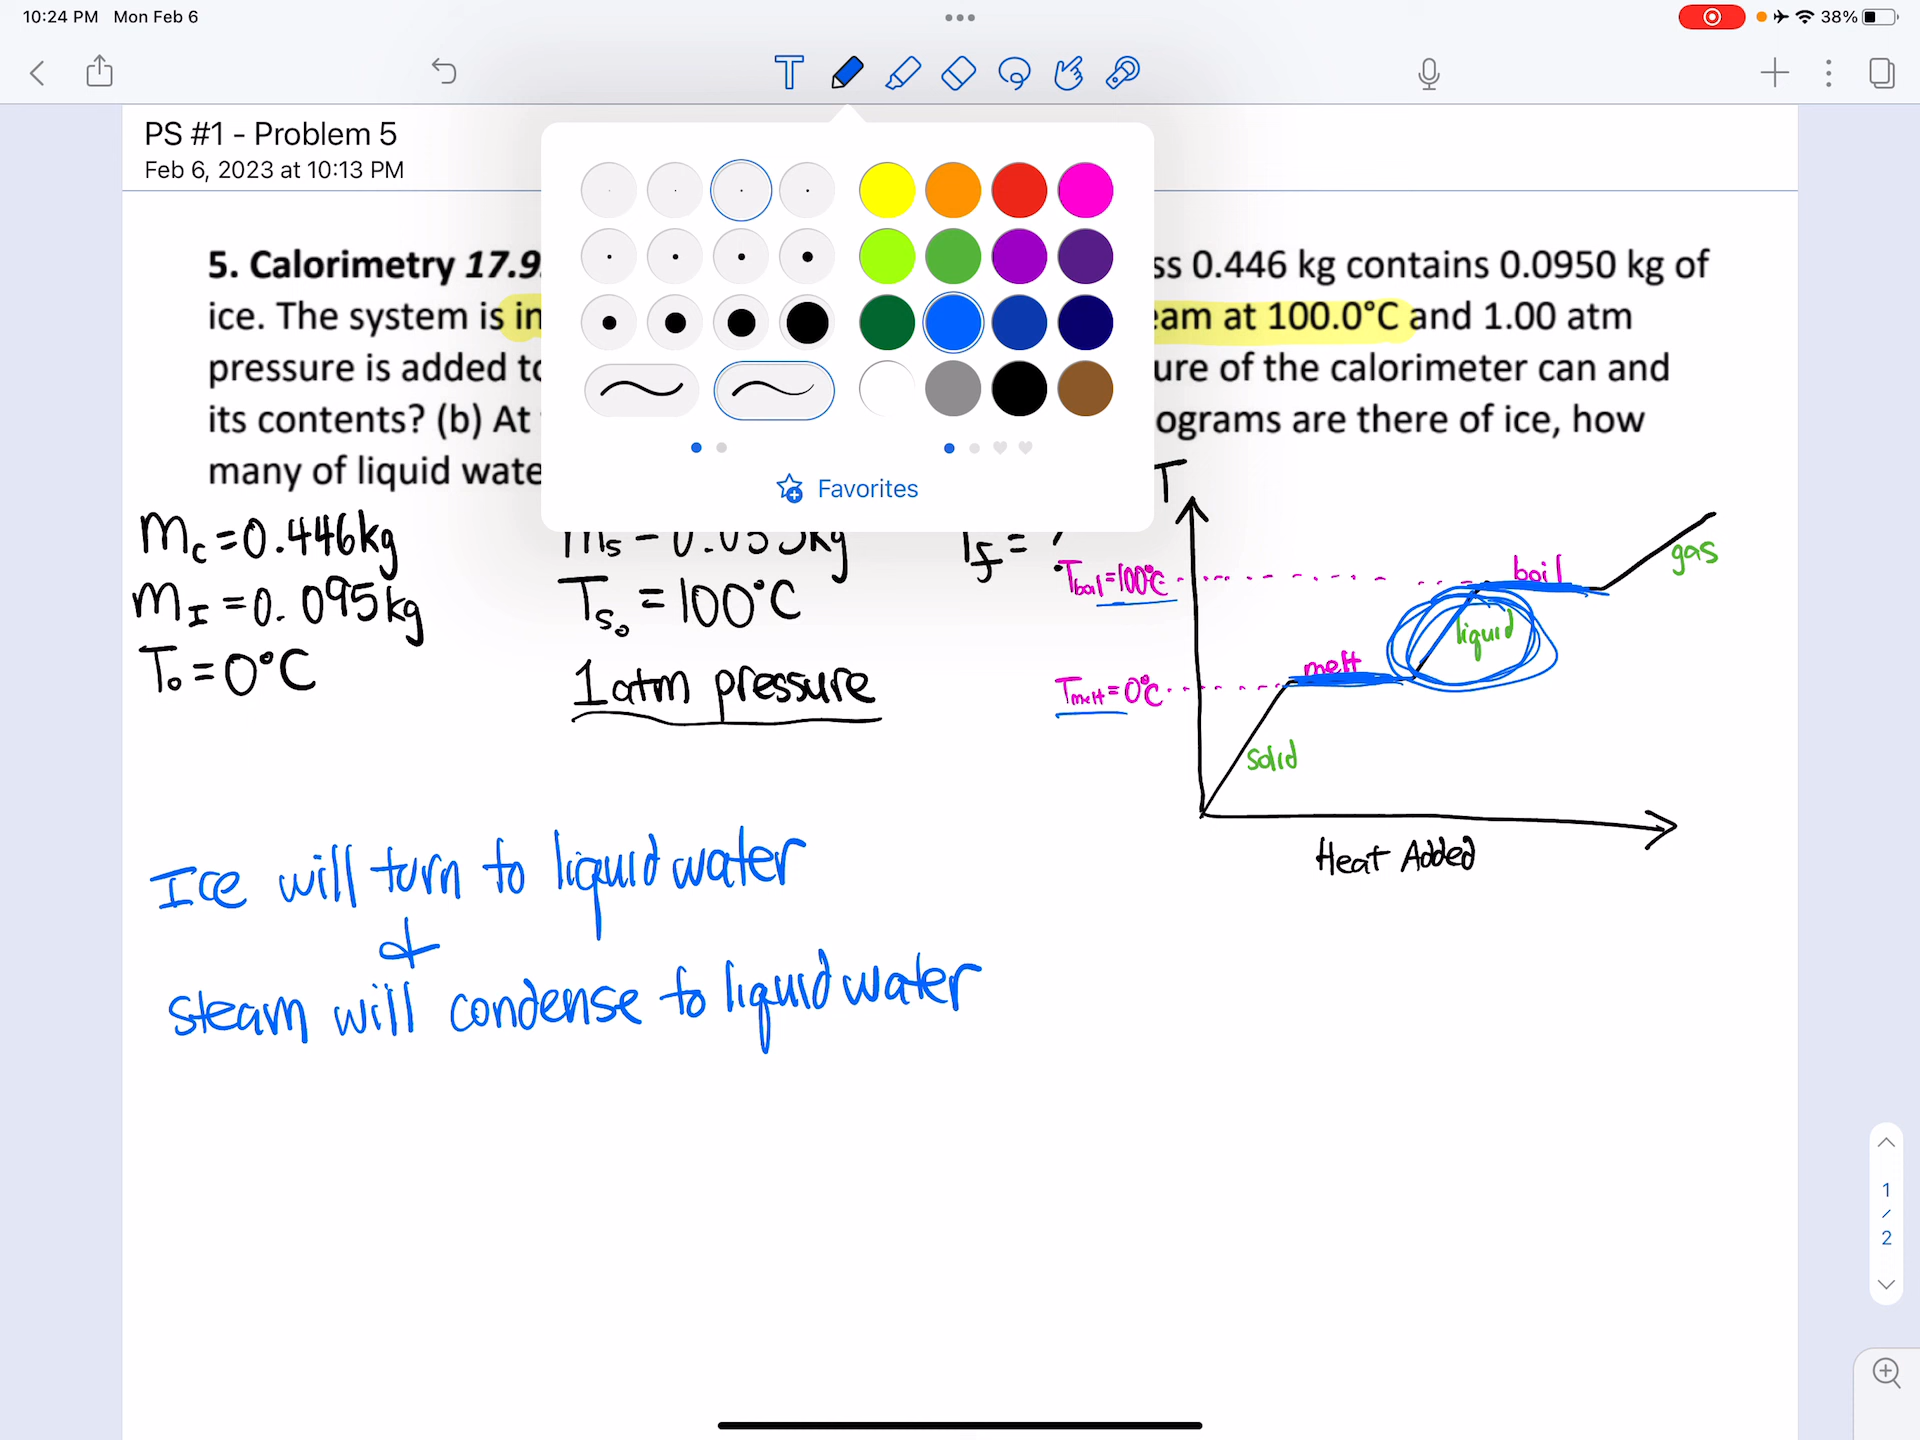 10:24 PM Mon Feb 6
38%
PS #1 - Problem 5
Feb 6, 2023 at 10:13 PM
5. Calorimetry 17.9 ss 0.446 kg contains 0.0950 kg of
ice. The system is in eam at 100.0°C and 1.00 atm
pressure is added to ure of the calorimeter can and
its contents? (b) At ograms are there of ice, how
many of liquid wate
Favorites
mc = 0.446kg
mI = 0.095kg
To = 0°C
Tso = 100°C
1 atm pressure
Tf = ?
T
Tboil = 100°C
Tmelt = 0°C
boil
gas
liquid
melt
solid
Heat Added
Ice will turn to liquid water
&
steam will condense to liquid water
1
/
2